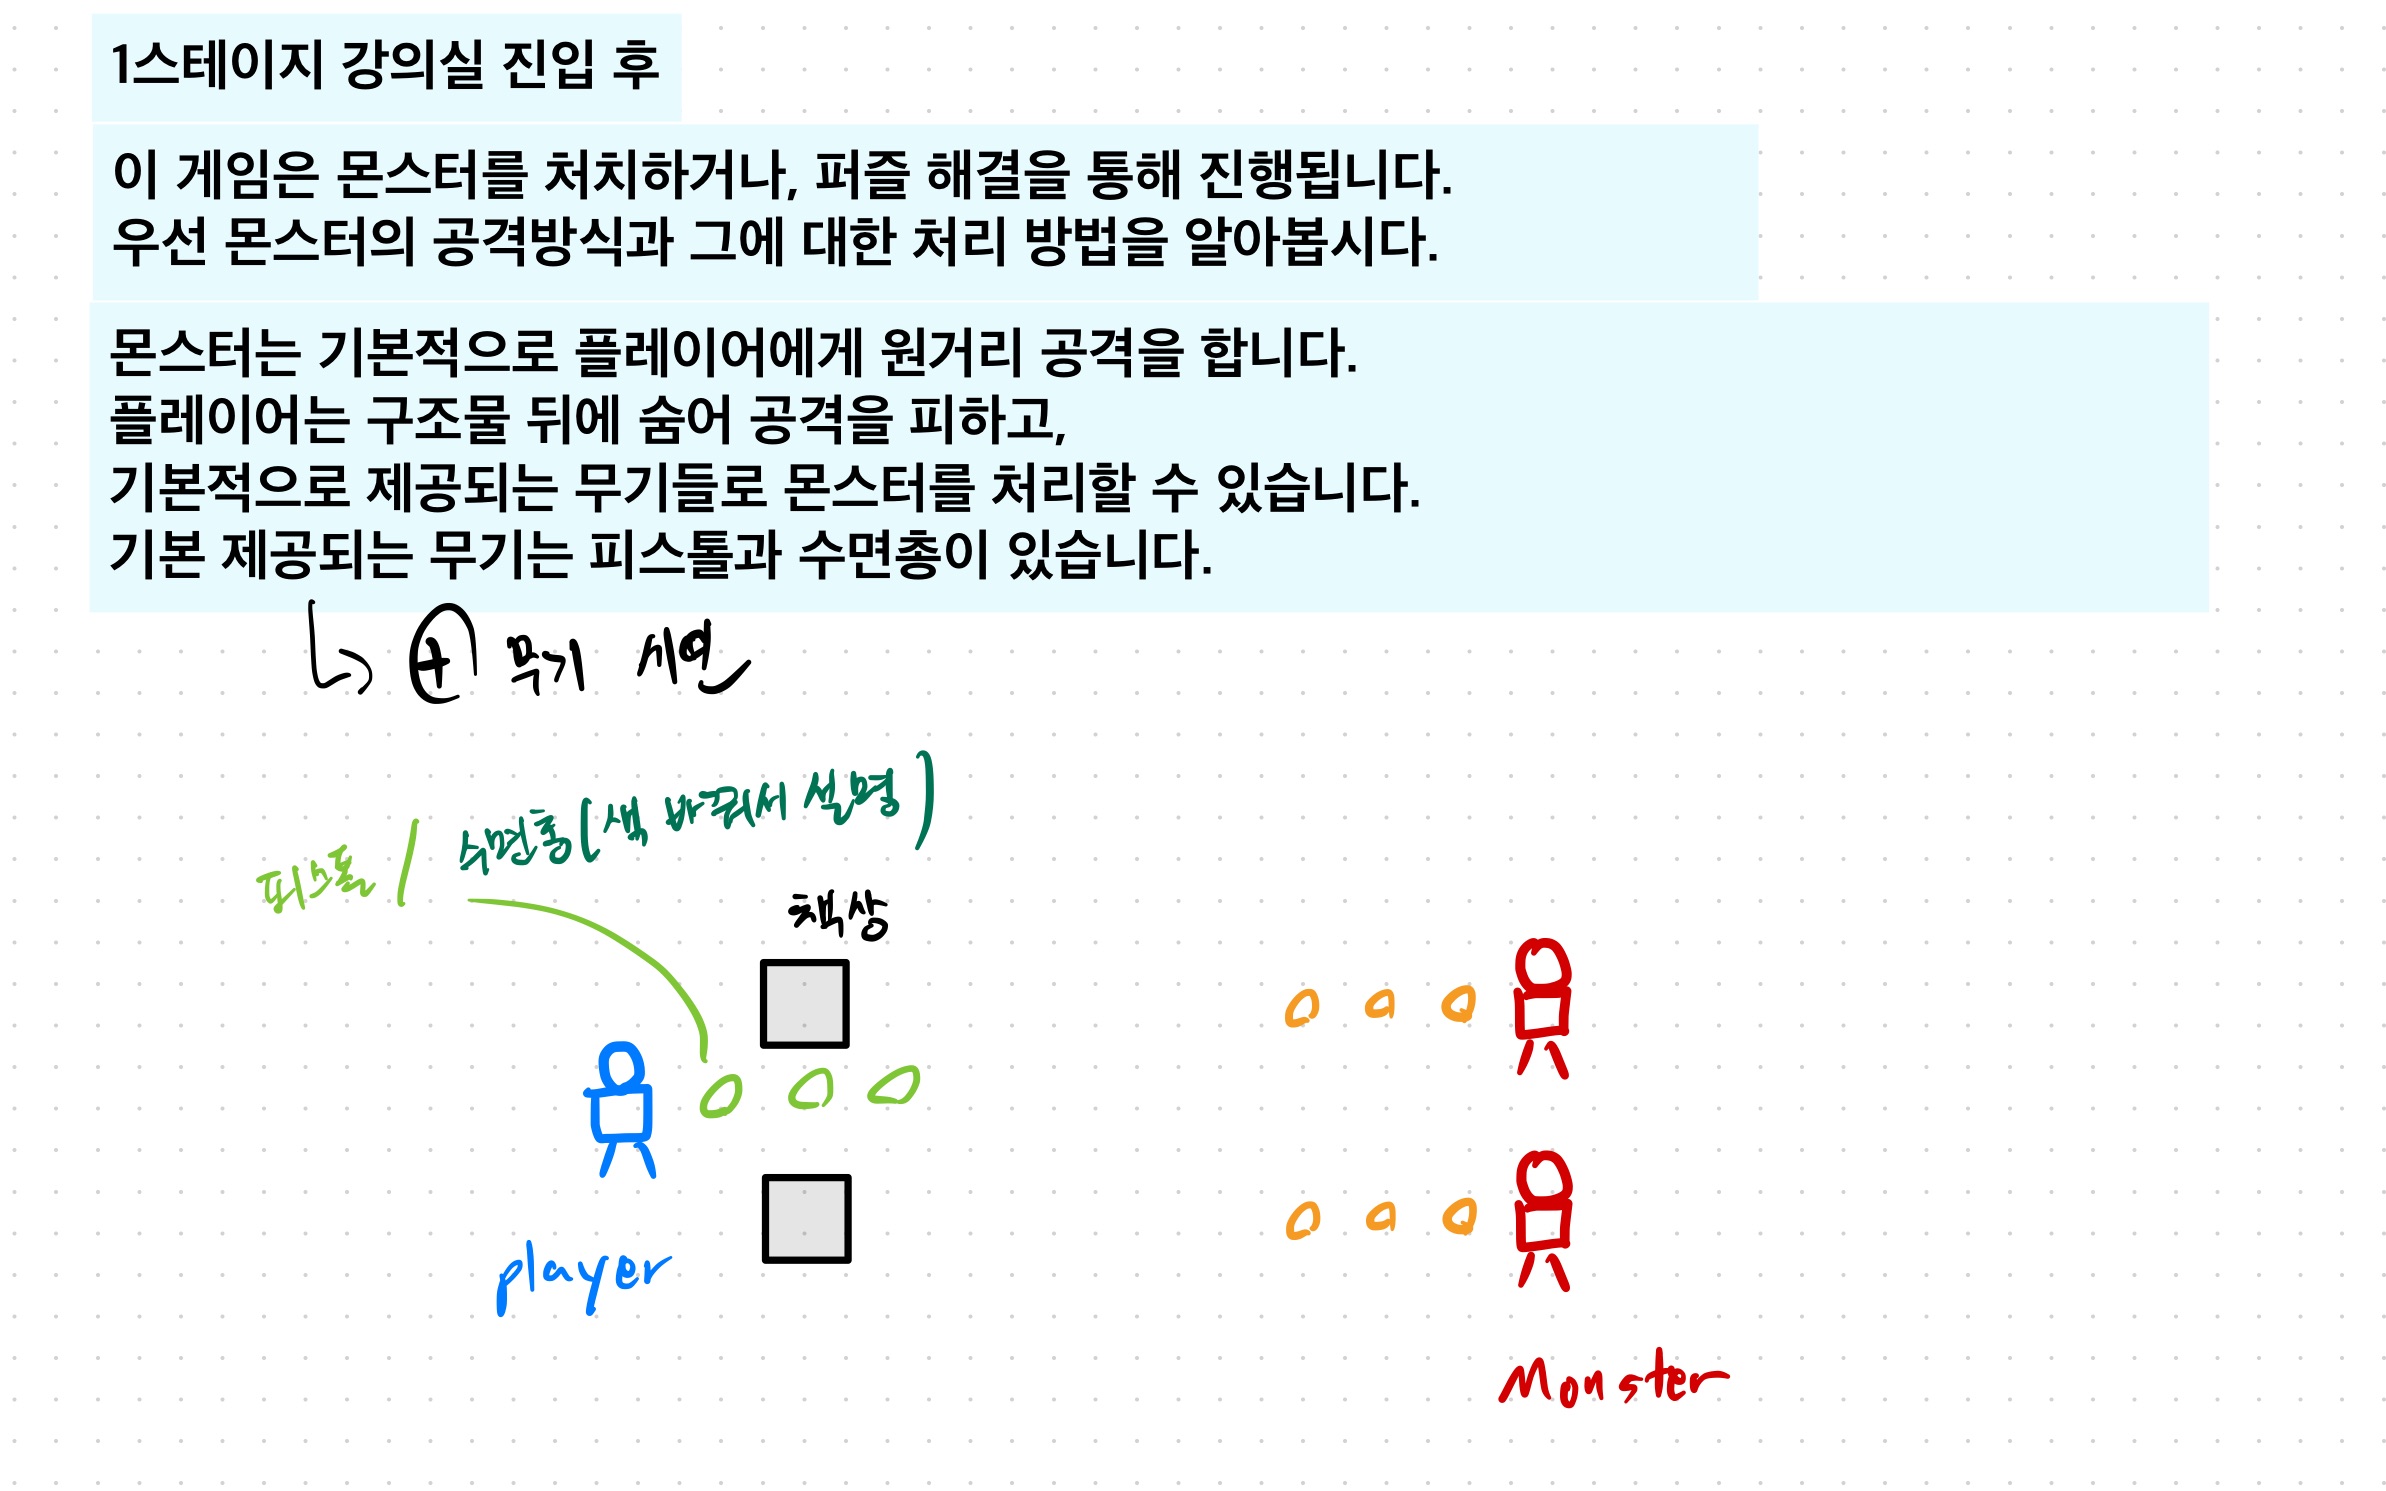 1스테이지 강의실 진입 후
이 게임은 몬스터를 처치하거나, 퍼즐 해결을 통해 진행됩니다.
우선 몬스터의 공격방식과 그에 대한 처리 방법을 알아봅시다.
몬스터는 기본적으로 플레이어에게 원거리 공격을 합니다.
플레이어는 구조물 뒤에 숨어 공격을 피하고,
기본적으로 제공되는 무기들로 몬스터를 처리할 수 있습니다.
기본 제공되는 무기는 피스톨과 수면총이 있습니다.
+ 무기 세면
피스톨 / 수면총(색 바꿔서 설명)
책상
player
Monster